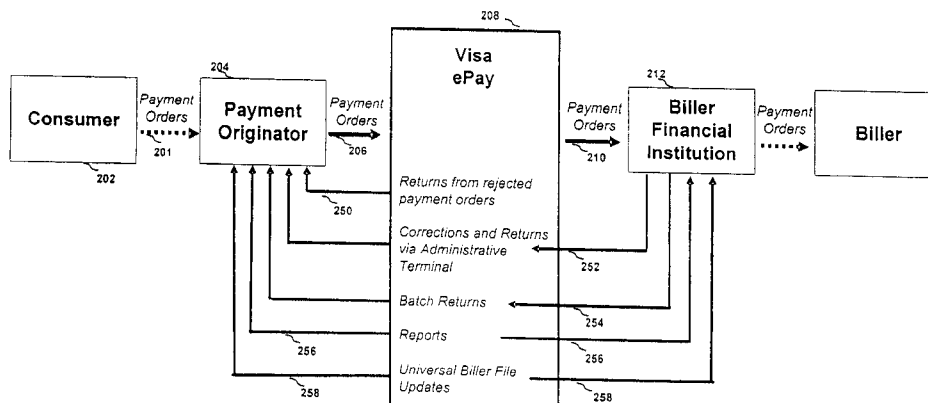 208
Visa
ePay
204
212
Consumer
Payment
Orders
201
202
Payment
Originator
Payment
Orders
206
Payment
Orders
210
Biller
Financial
Institution
Payment
Orders
Biller
Returns from rejected
payment orders
250
Corrections and Returns
via Administrative
Terminal
252
Batch Returns
254
Reports
256
256
Universal Biller File
Updates
258
258